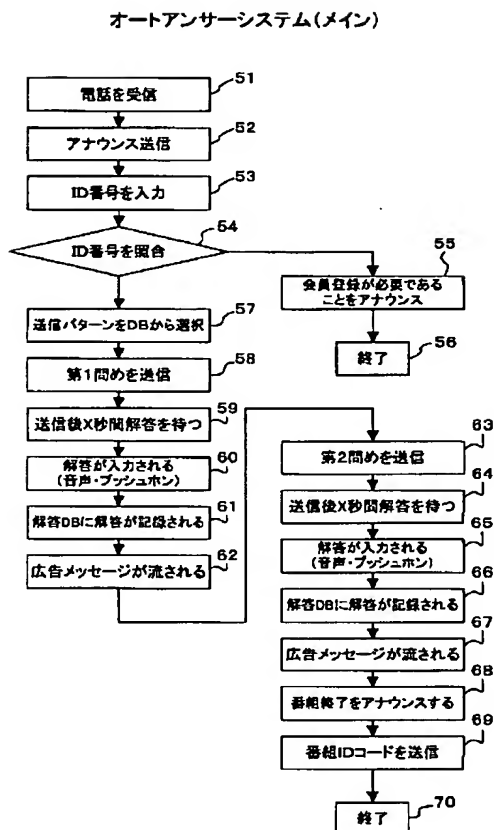 オートアンサーシステム(メイン)
電話を受信
51
アナウンス送信
52
ID番号を入力
53
ID番号を照合
54
会員登録が必要である
ことをアナウンス
55
終了
56
送信パターンをDBから選択
57
第1問めを送信
58
送信後X秒間解答を待つ
59
解答が入力される
(音声・プッシュホン)
60
解答DBに解答が記録される
61
広告メッセージが流される
62
第2問めを送信
63
送信後X秒間解答を待つ
64
解答が入力される
(音声・プッシュホン)
65
解答DBに解答が記録される
66
広告メッセージが流される
67
番組終了をアナウンスする
68
番組IDコードを送信
69
終了
70